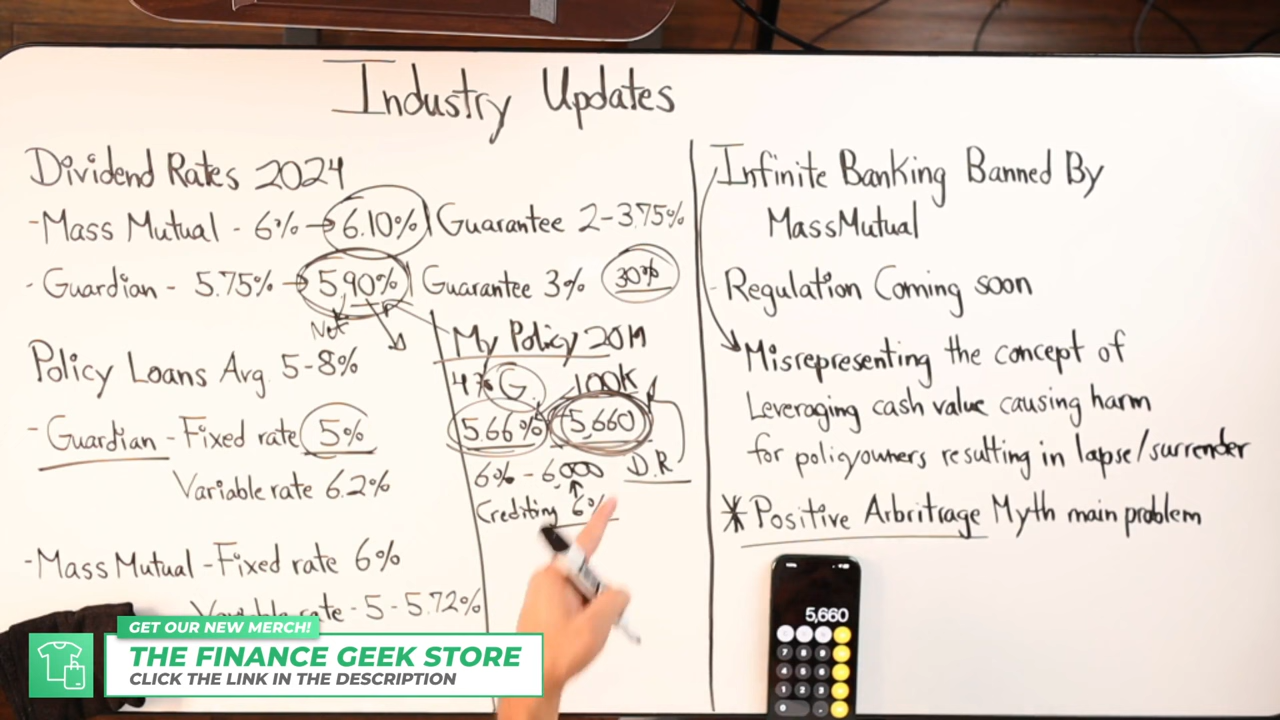 Industry Updates
Dividend Rates 2024
- Mass Mutual - 6% → 6.10%
Guarantee 2-3.75%
- Guardian - 5.75% → 5.90%
Guarantee 3% 30%
Net
Policy Loans Avg. 5-8%
- Guardian - Fixed rate 5%
Variable rate 6.2%
- Mass Mutual - Fixed rate 6%
rate - 5 - 5.72%
My Policy 2019
4% G. 100K
5.66% 5,660
6% - 6,000 D.R
Crediting 6%
Infinite Banking Banned By
MassMutual
- Regulation Coming soon
Misrepresenting the concept of
Leveraging cash value causing harm
for policyowners resulting in lapse/surrender
* Positive Arbritrage Myth main problem
5,660
GET OUR NEW MERCH!
THE FINANCE GEEK STORE
CLICK THE LINK IN THE DESCRIPTION